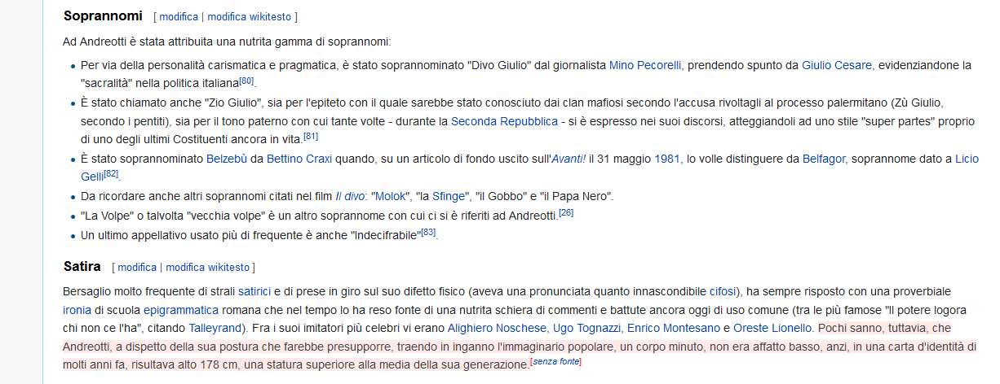 Soprannomi [ modifica | modifica wikitesto ]
Ad Andreotti è stata attribuita una nutrita gamma di soprannomi:
• Per via della personalità carismatica e pragmatica, è stato soprannominato "Divo Giulio" dal giornalista Mino Pecorelli, prendendo spunto da Giulio Cesare, evidenziandone la
"sacralità" nella politica italiana[80].
• È stato chiamato anche "Zio Giulio", sia per l'epiteto con il quale sarebbe stato conosciuto dai clan mafiosi secondo l'accusa rivoltagli al processo palermitano (Zù Giulio,
secondo i pentiti), sia per il tono paterno con cui tante volte - durante la Seconda Repubblica - si è espresso nei suoi discorsi, atteggiandoli ad uno stile "super partes" proprio
di uno degli ultimi Costituenti ancora in vita.[81]
• È stato soprannominato Belzebù da Bettino Craxi quando, su un articolo di fondo uscito sull'Avanti! il 31 maggio 1981, lo volle distinguere da Belfagor, soprannome dato a Licio
Gelli[82].
• Da ricordare anche altri soprannomi citati nel film Il divo: "Molok", "la Sfinge", "il Gobbo" e "il Papa Nero".
• "La Volpe" o talvolta "vecchia volpe" è un altro soprannome con cui ci si è riferiti ad Andreotti.[26]
• Un ultimo appellativo usato più di frequente è anche "Indecifrabile"[83].
Satira [ modifica | modifica wikitesto ]
Bersaglio molto frequente di strali satirici e di prese in giro sul suo difetto fisico (aveva una pronunciata quanto innascondibile cifosi), ha sempre risposto con una proverbiale
ironia di scuola epigrammatica romana che nel tempo lo ha reso fonte di una nutrita schiera di commenti e battute ancora oggi di uso comune (tra le più famose "Il potere logora
chi non ce l'ha", citando Talleyrand). Fra i suoi imitatori più celebri vi erano Alighiero Noschese, Ugo Tognazzi, Enrico Montesano e Oreste Lionello. Pochi sanno, tuttavia, che
Andreotti, a dispetto della sua postura che farebbe presupporre, traendo in inganno l'immaginario popolare, un corpo minuto, non era affatto basso, anzi, in una carta d'identità di
molti anni fa, risultava alto 178 cm, una statura superiore alla media della sua generazione.[senza fonte]